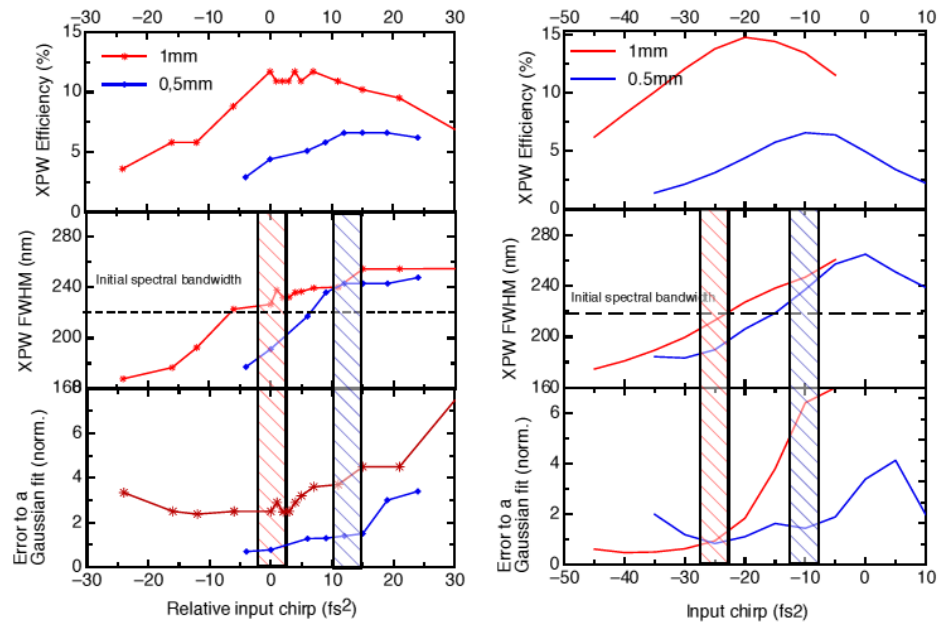 −30 −20 −10 0 10 20 30
15
10
5
0
XPW Efficiency (%)
1mm
0,5mm
280
240
200
160
XPW FWHM (nm)
Initial spectral bandwidth
8
6
4
2
0
Error to a
Gaussian fit (norm.)
−30 −20 −10 0 10 20 30
Relative input chirp (fs2)
−50 −40 −30 −20 −10 0 10
15
10
5
0
XPW Efficiency (%)
1mm
0.5mm
280
240
200
160
XPW FWHM (nm)
Initial spectral bandwidth
6
4
2
0
Error to a
Gaussian fit (norm.)
−50 −40 −30 −20 −10 0 10
Input chirp (fs2)